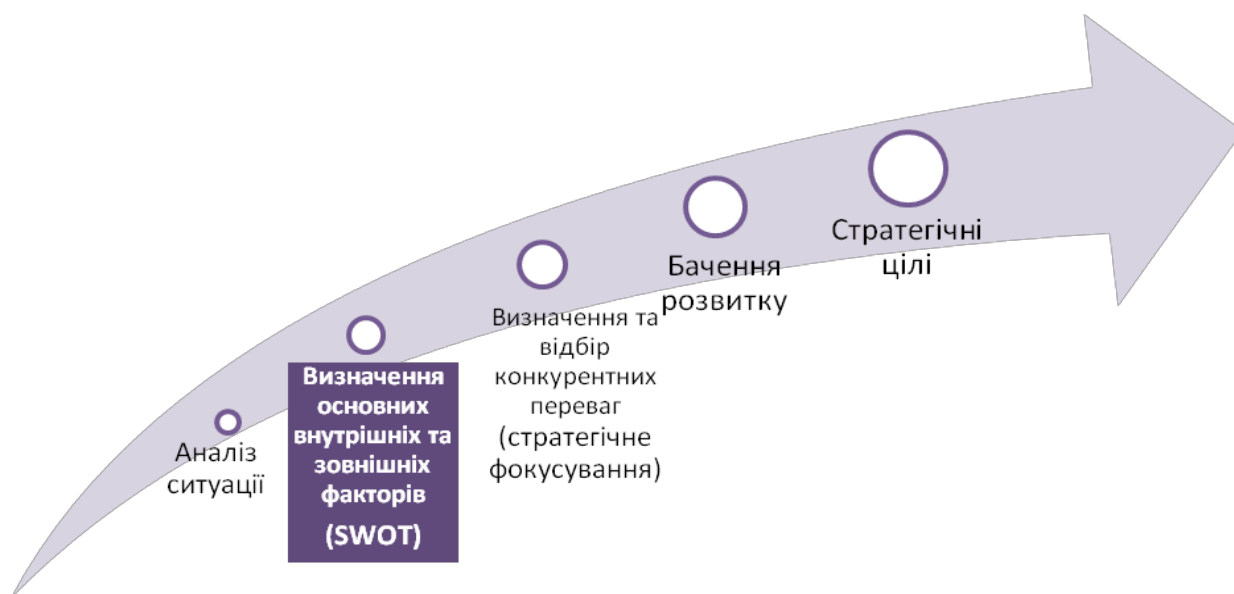 Аналіз
ситуації
Визначення
основних
внутрішніх та
зовнішніх
факторів
(SWOT)
Визначення та
відбір
конкурентних
переваг
(стратегічне
фокусування)
Бачення
розвитку
Стратегічні
цілі